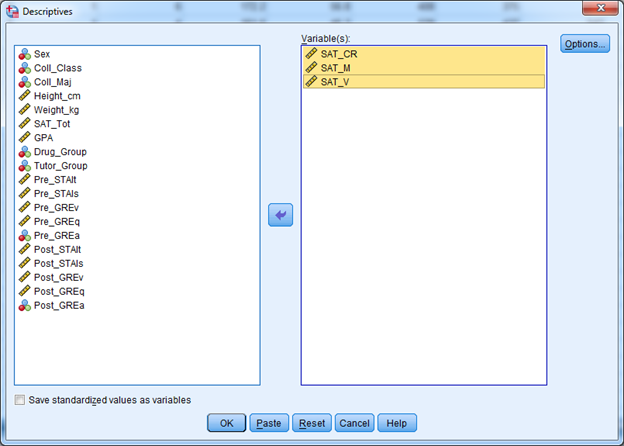 Descriptives
Variable(s):
Sex
Coll_Class
Coll_Maj
Height_cm
Weight_kg
SAT_Tot
GPA
Drug_Group
Tutor_Group
Pre_STAIt
Pre_STAIs
Pre_GREv
Pre_GREq
Pre_GREa
Post_STAIt
Post_STAIs
Post_GREv
Post_GREq
Post_GREa
SAT_CR
SAT_M
SAT_V
Options...
Save standardized values as variables
OK
Paste
Reset
Cancel
Help